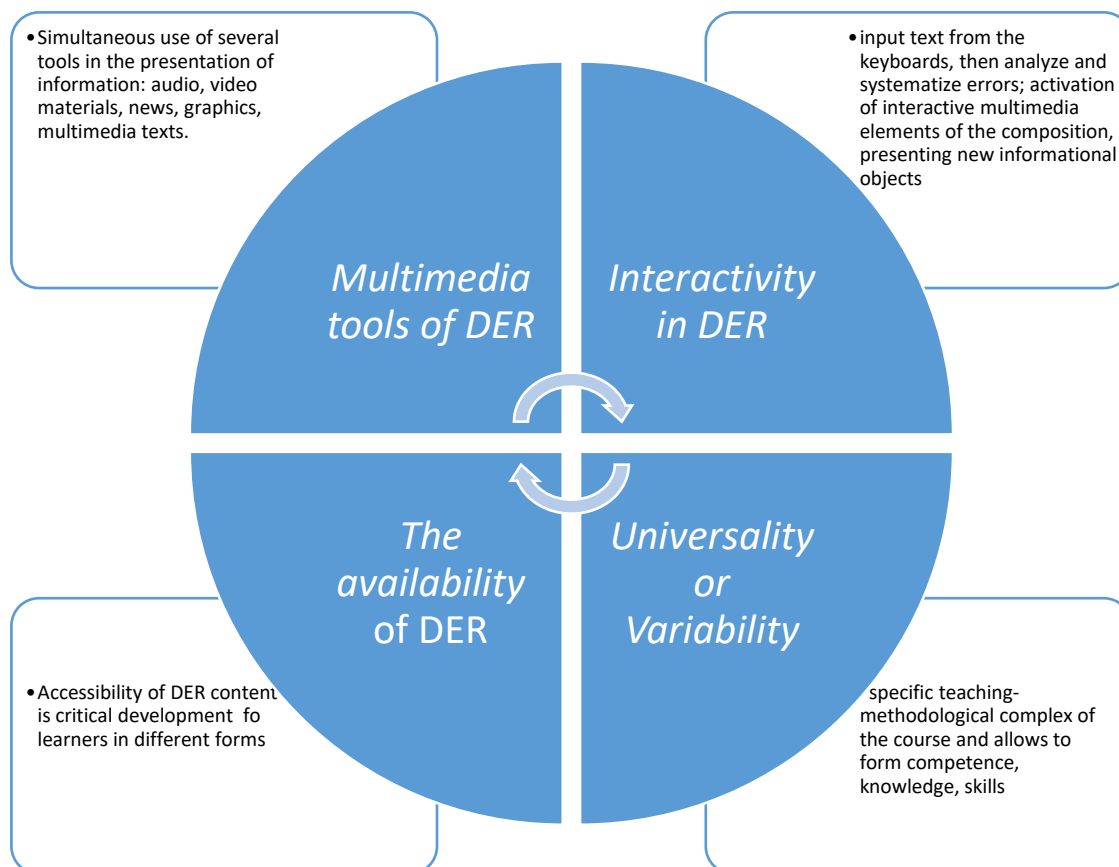 •Simultaneous use of several
tools in the presentation of
information: audio, video
materials, news, graphics,
multimedia texts.
•input text from the
keyboards, then analyze and
systematize errors; activation
of interactive multimedia
elements of the composition,
presenting new informational
objects
Multimedia
tools of DER
Interactivity
in DER
The
availability
of DER
Universality
or
Variability
•Accessibility of DER content
is critical development fo
learners in different forms
specific teaching-
methodological complex of
the course and allows to
form competence,
knowledge, skills